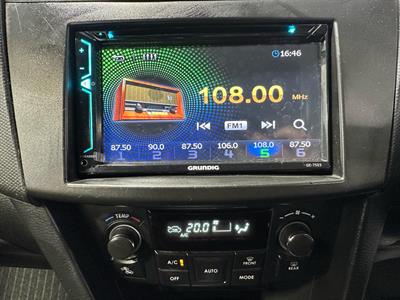 16:46
108.00 MHz
FM1
87.50 90.0 87.50 106.0 108.0 87.50
1 2 3 4 5 6
GRUNDIG
TEMP
20.0
A/C
A/C
AUTO
FRONT
OFF
MODE
REAR